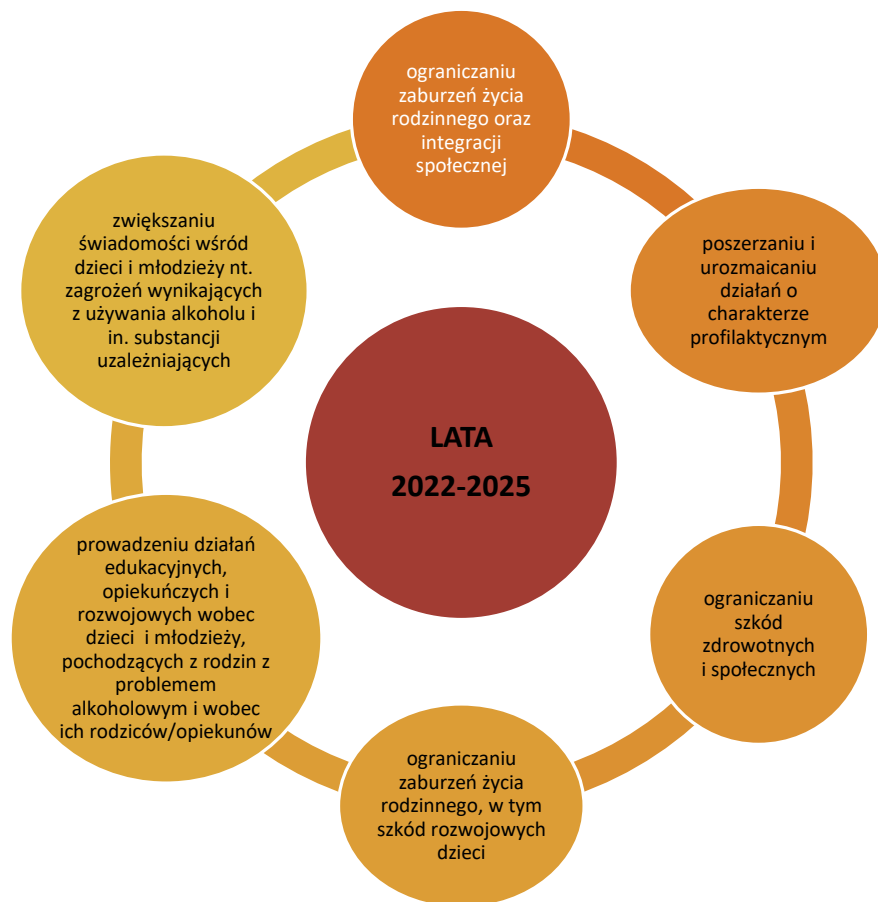 ograniczaniu
zaburzeń życia
rodzinnego oraz
integracji
społecznej
poszerzaniu i
urozmaicaniu
działań o
charakterze
profilaktycznym
ograniczaniu
szkód
zdrowotnych
i społecznych
ograniczaniu
zaburzeń życia
rodzinnego, w tym
szkód rozwojowych
dzieci
prowadzeniu działań
edukacyjnych,
opiekuńczych i
rozwojowych wobec
dzieci i młodzieży,
pochodzących z rodzin z
problemem
alkoholowym i wobec
ich rodziców/opiekunów
zwiększaniu
świadomości wśród
dzieci i młodzieży nt.
zagrożeń wynikających
z używania alkoholu i
in. substancji
uzależniających
LATA
2022-2025